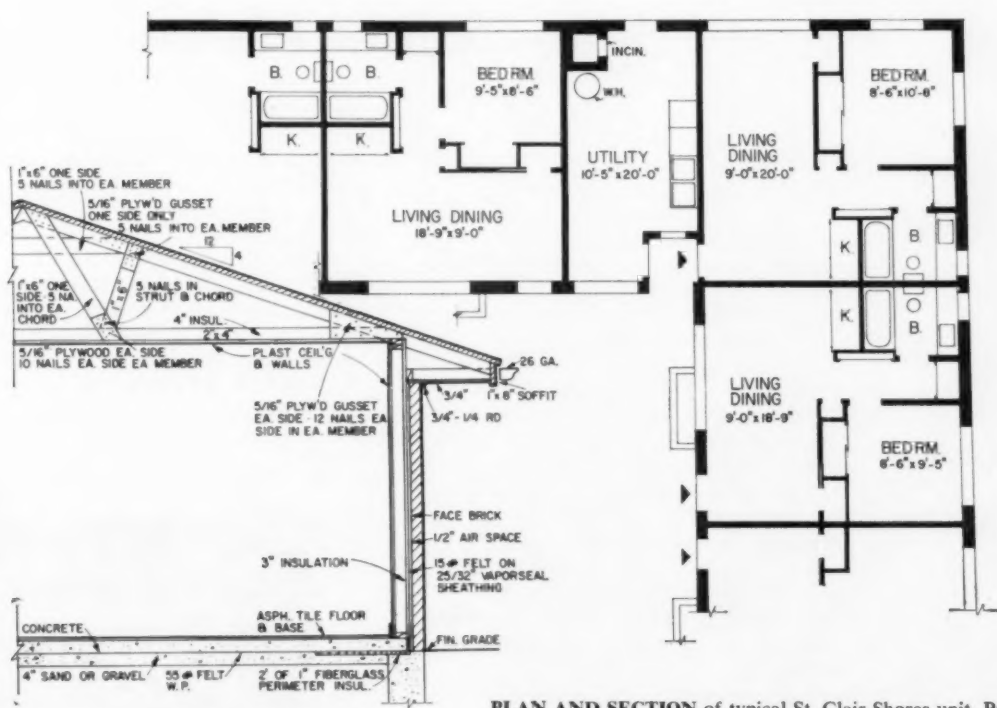 B.
B.
BED RM.
9'-5"x8'-6"
INCIN.
W.H.
K.
K.
UTILITY
10'-5"x20'-0"
LIVING DINING
18'-9"x9'-0"
LIVING
DINING
9'-0"x20'-0"
BED RM.
8'-6"x10'-8"
K.
B.
K.
B.
LIVING
DINING
9'-0"x18'-9"
BED RM.
8'-6"x9'-5"
1"x6" ONE SIDE
5 NAILS INTO EA. MEMBER
5/16" PLYW'D GUSSET
ONE SIDE ONLY
5 NAILS INTO EA. MEMBER
12
4
1"x6" ONE
SIDE-5 NA.
INTO EA.
CHORD
1"x6"
5 NAILS IN
STRUT & CHORD
4" INSUL.
2"x4"
5/16" PLYWOOD EA. SIDE
10 NAILS EA. SIDE EA MEMBER
PLAST CEIL'G
& WALLS
26 GA.
3/4"
1"x8" SOFFIT
3/4"-1/4 RD
5/16" PLYW'D GUSSET
EA. SIDE-12 NAILS EA.
SIDE IN EA. MEMBER
FACE BRICK
1/2" AIR SPACE
3" INSULATION
15# FELT ON
25/32" VAPORSEAL
SHEATHING
ASPH. TILE FLOOR
& BASE
CONCRETE
FIN. GRADE
4" SAND OR GRAVEL
55# FELT
W.P.
2' OF 1" FIBERGLASS
PERIMETER INSUL.
PLAN AND SECTION of typical St. Clair Shores unit. P